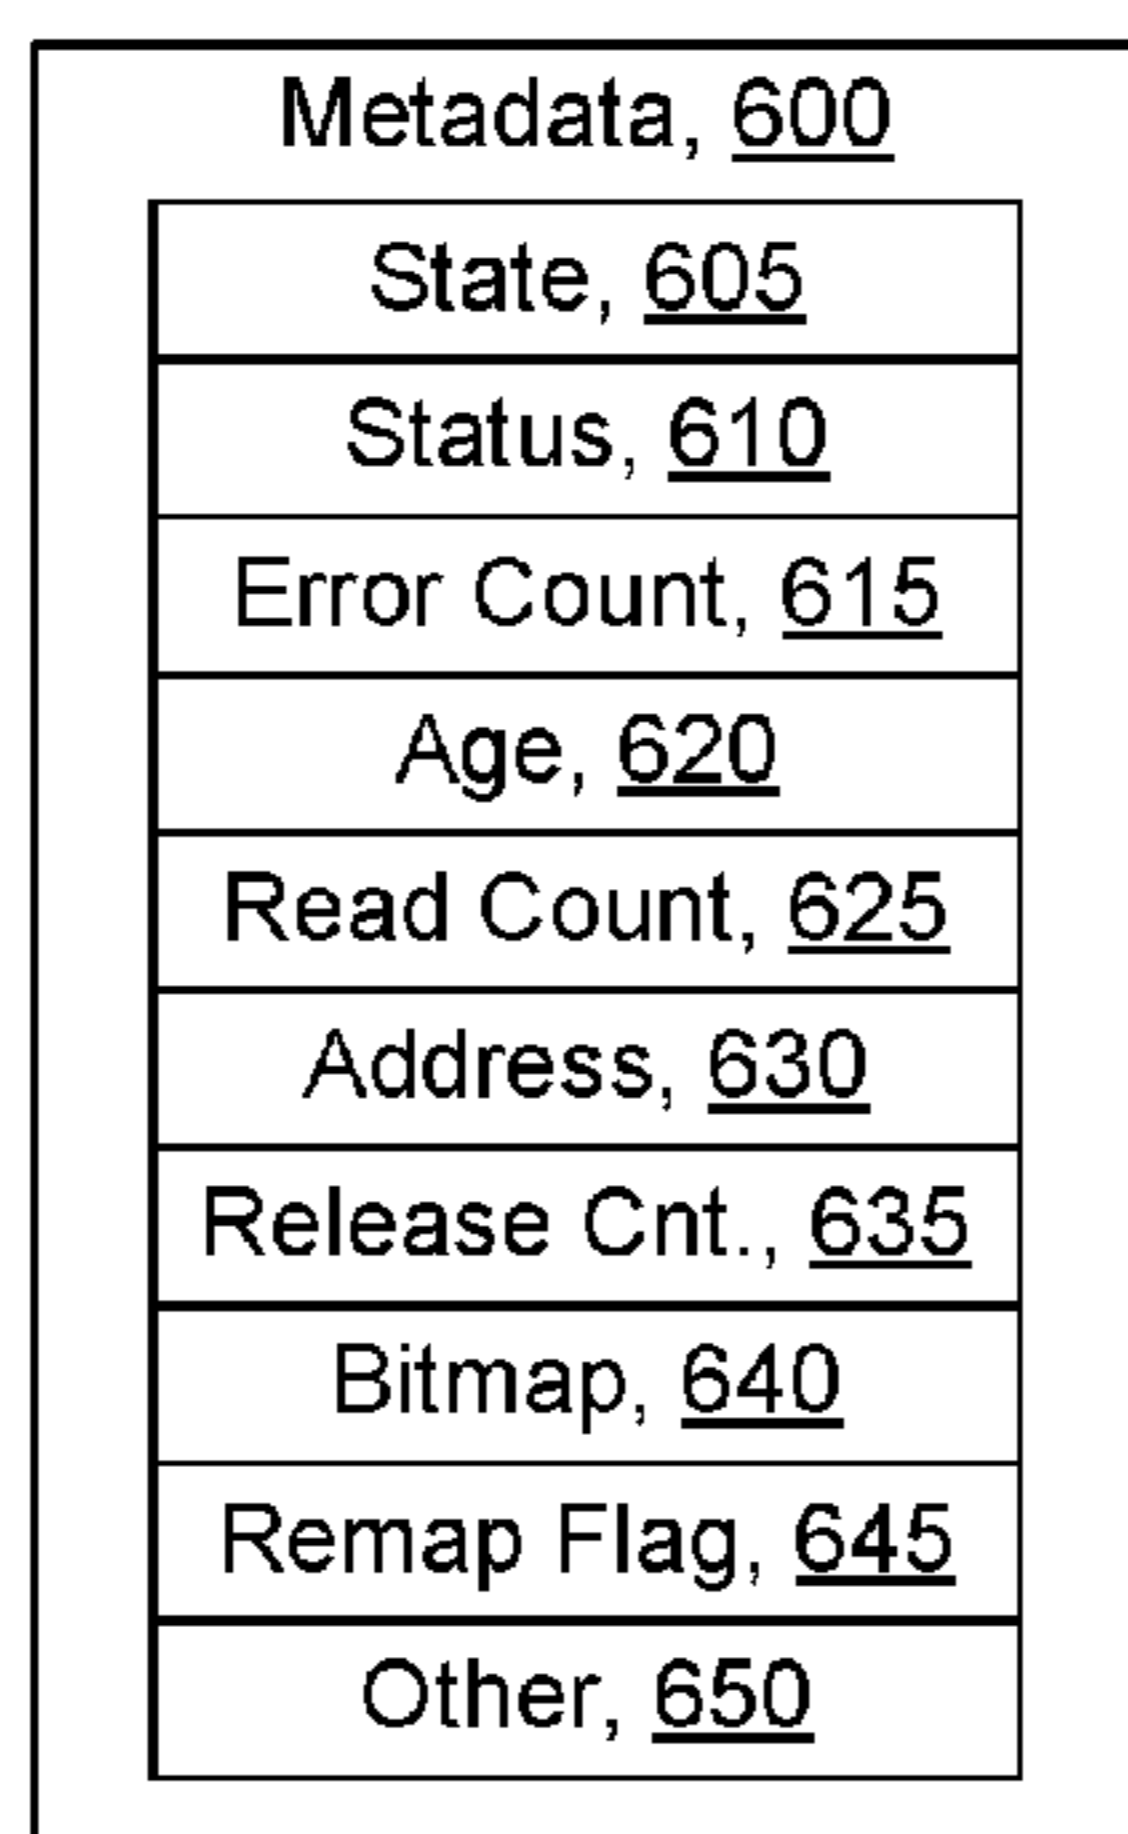 Metadata, 600
State, 605
Status, 610
Error Count, 615
Age, 620
Read Count, 625
Address, 630
Release Cnt., 635
Bitmap, 640
Remap Flag, 645
Other, 650